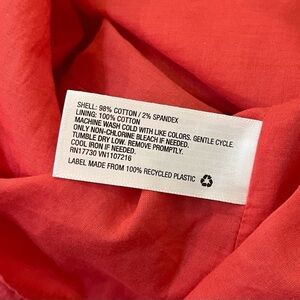 SHELL: 98% COTTON / 2% SPANDEX
LINING: 100% COTTON
MACHINE WASH COLD WITH LIKE COLORS. GENTLE CYCLE.
ONLY NON-CHLORINE BLEACH IF NEEDED.
TUMBLE DRY LOW. REMOVE PROMPTLY.
COOL IRON IF NEEDED.
RN17730 VN1107216
LABEL MADE FROM 100% RECYCLED PLASTIC